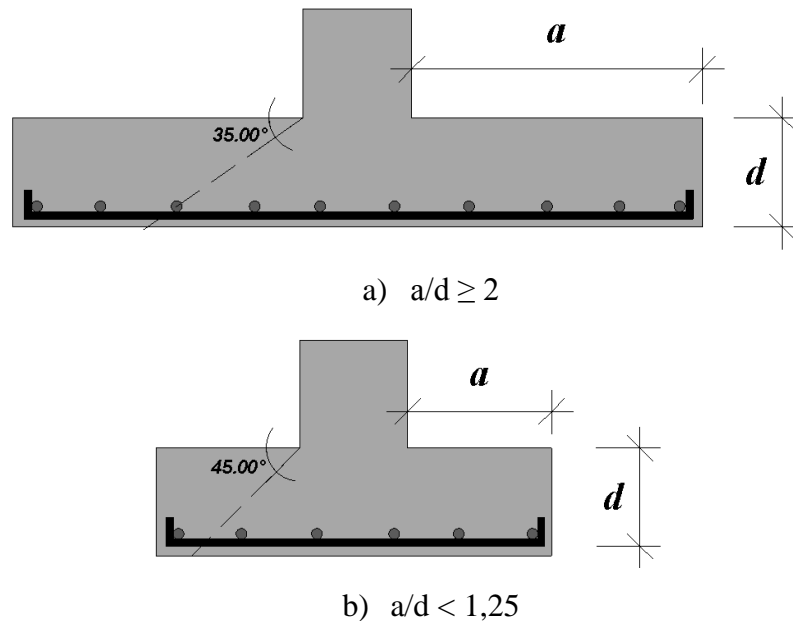 a
35.00°
d
a) a/d ≥ 2
a
45.00°
d
b) a/d < 1,25